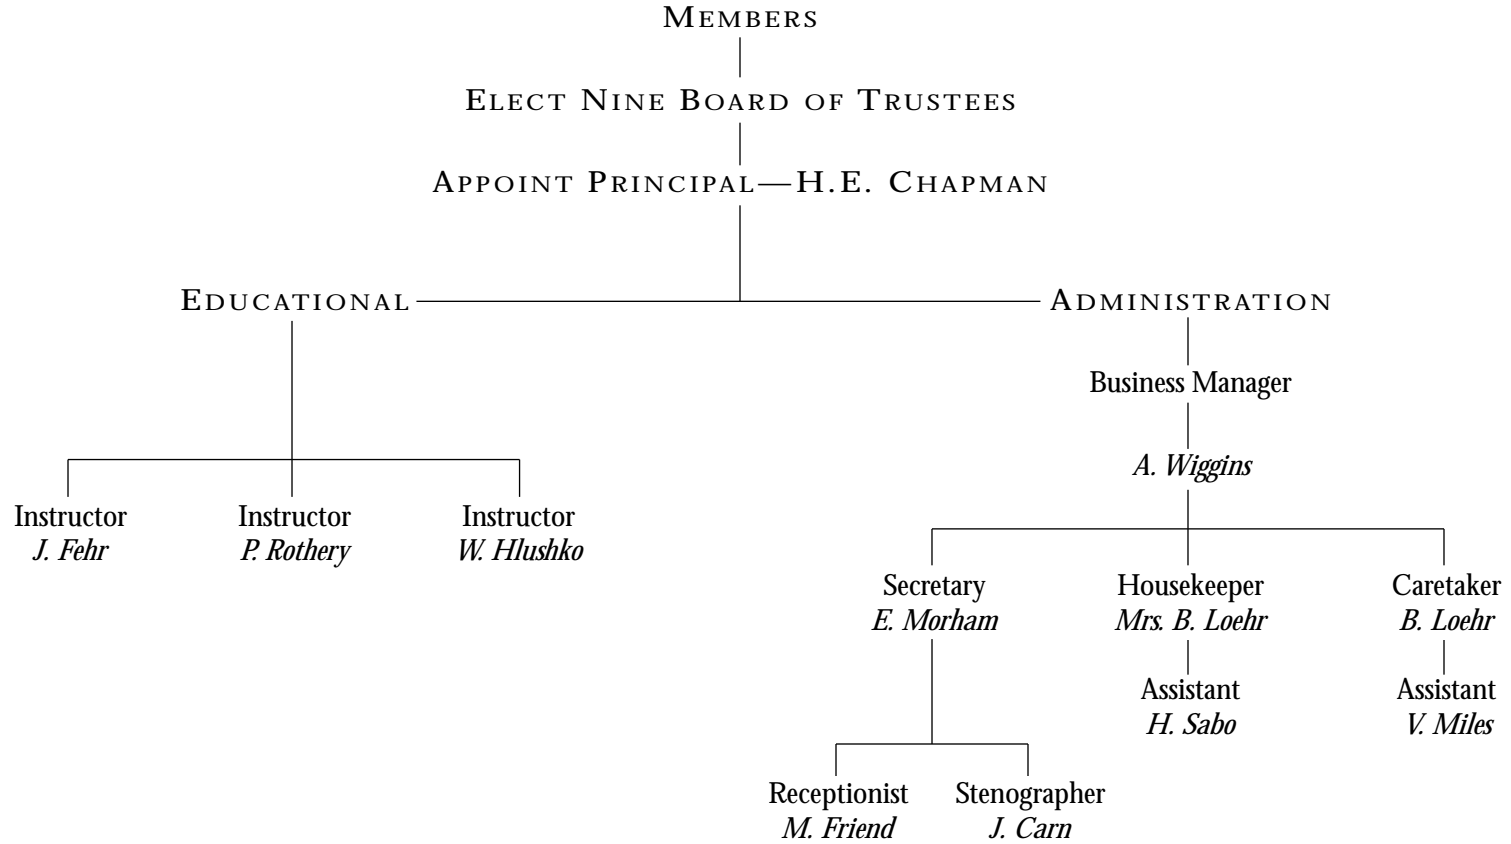 MEMBERS
ELECT NINE BOARD OF TRUSTEES
APPOINT PRINCIPAL—H.E. CHAPMAN
EDUCATIONAL
ADMINISTRATION
Business Manager
A. Wiggins
Instructor
J. Fehr
Instructor
P. Rothery
Instructor
W. Hlushko
Secretary
E. Morham
Housekeeper
Mrs. B. Loehr
Caretaker
B. Loehr
Assistant
H. Sabo
Assistant
V. Miles
Receptionist
M. Friend
Stenographer
J. Carn